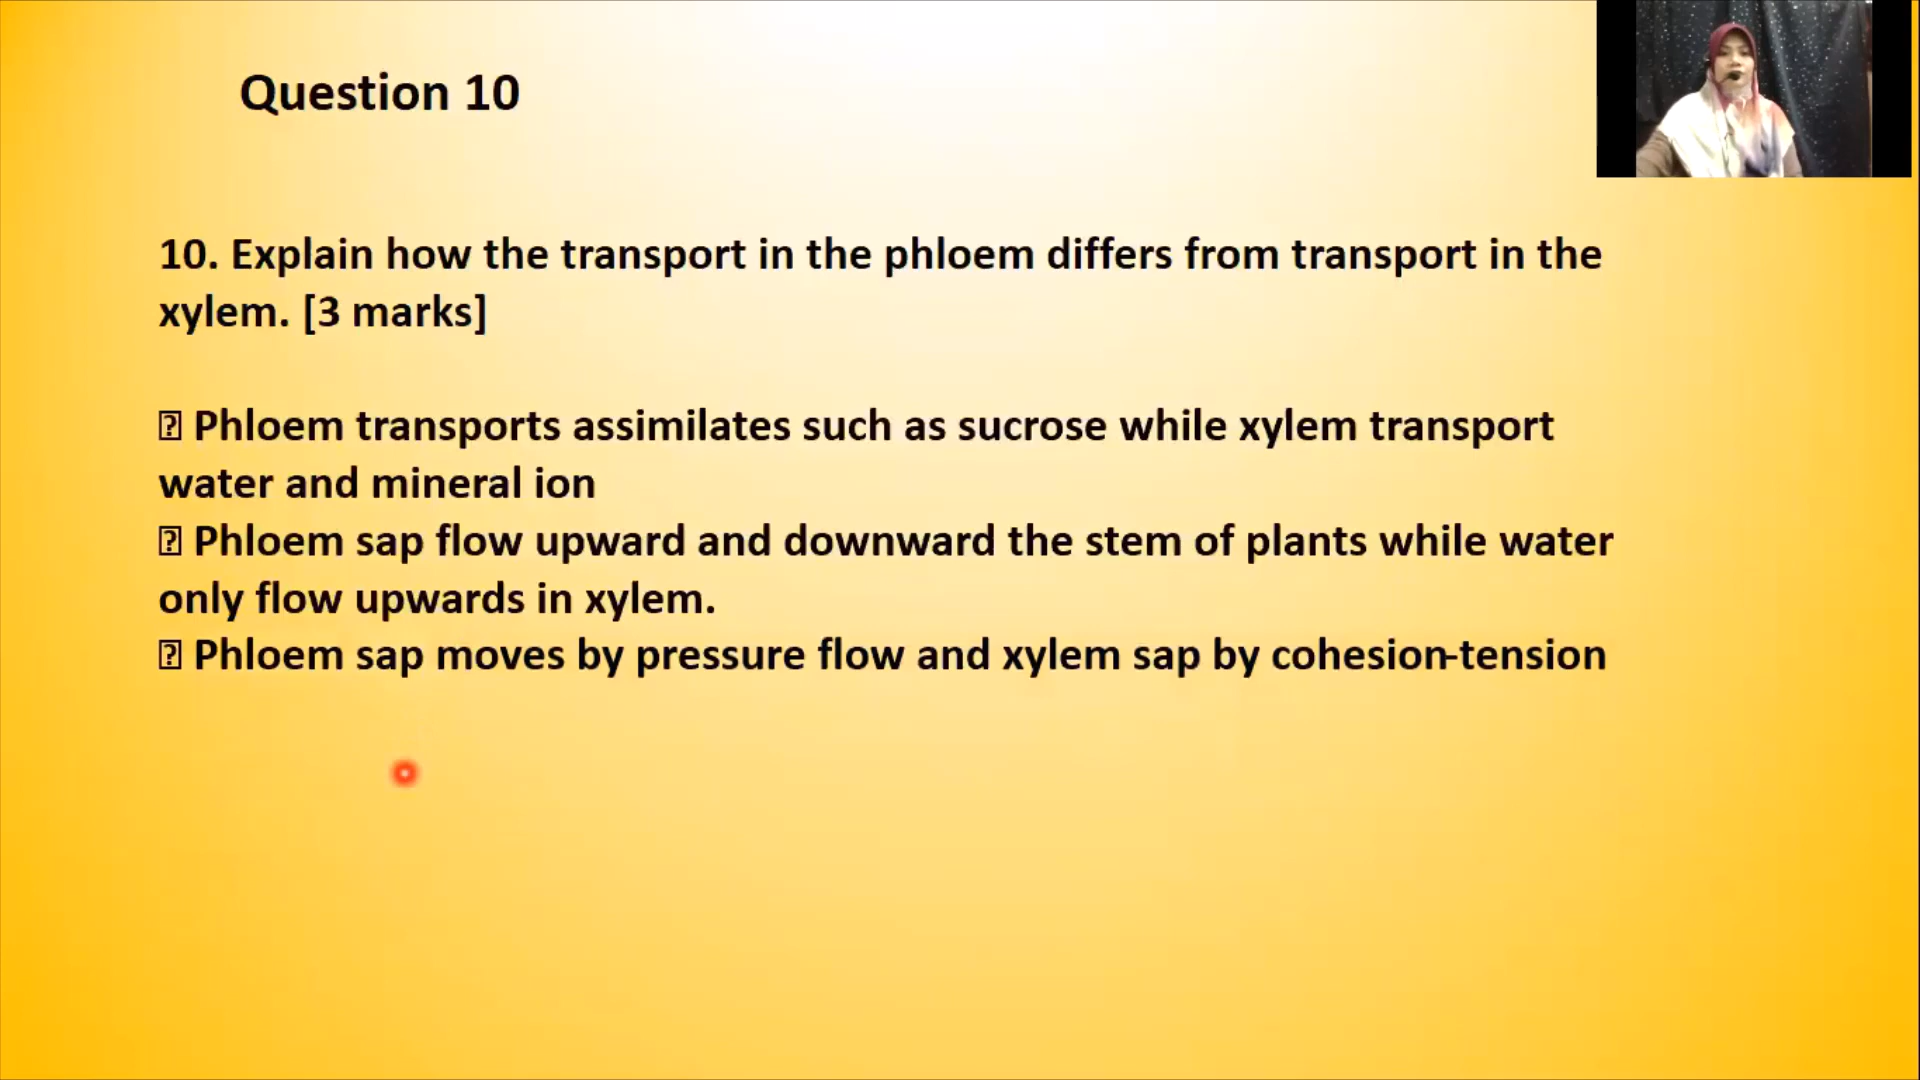 Question 10
10. Explain how the transport in the phloem differs from transport in the
xylem. [3 marks]
⍰ Phloem transports assimilates such as sucrose while xylem transport
water and mineral ion
⍰ Phloem sap flow upward and downward the stem of plants while water
only flow upwards in xylem.
⍰ Phloem sap moves by pressure flow and xylem sap by cohesion-tension